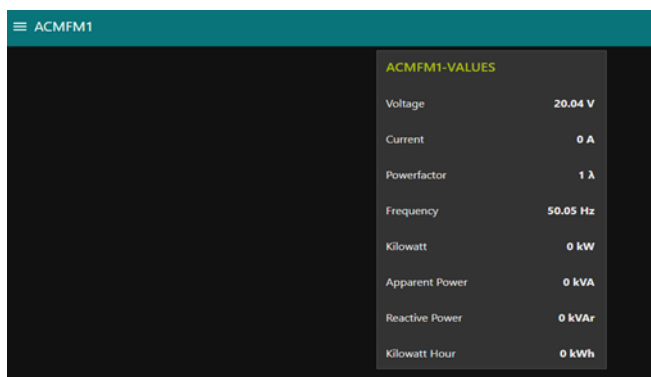 ≡ ACMFM1
ACMFM1-VALUES
Voltage 20.04 V
Current 0 A
Powerfactor 1 λ
Frequency 50.05 Hz
Kilowatt 0 kW
Apparent Power 0 kVA
Reactive Power 0 kVAr
Kilowatt Hour 0 kWh